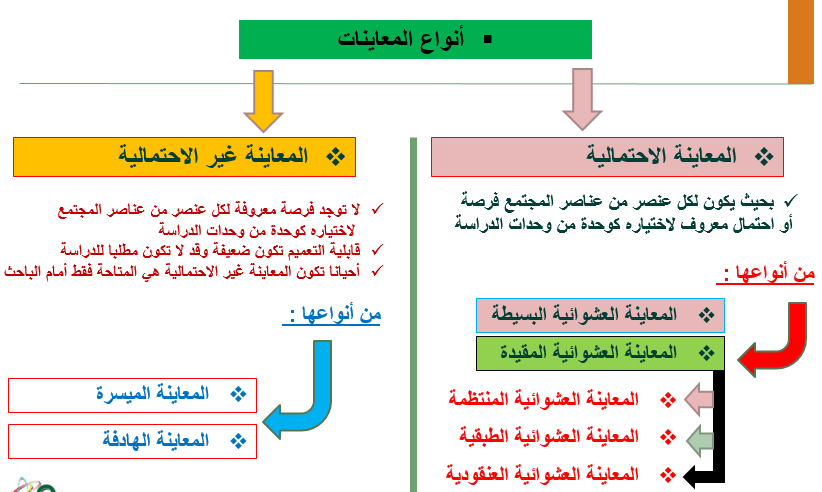 ▪ أنواع المعاينات
❖ المعاينة الاحتمالية
✓ بحيث يكون لكل عنصر من عناصر المجتمع فرصة
أو احتمال معروف لاختياره كوحدة من وحدات الدراسة
من أنواعها :
❖ المعاينة العشوائية البسيطة
❖ المعاينة العشوائية المقيدة
❖ المعاينة العشوائية المنتظمة
❖ المعاينة العشوائية الطبقية
❖ المعاينة العشوائية العنقودية
❖ المعاينة غير الاحتمالية
✓ لا توجد فرصة معروفة لكل عنصر من عناصر المجتمع
لاختياره كوحدة من وحدات الدراسة
✓ قابلية التعميم تكون ضعيفة وقد لا تكون مطلبا للدراسة
✓ أحيانا تكون المعاينة غير الاحتمالية هي المتاحة فقط أمام الباحث
من أنواعها :
❖ المعاينة الميسرة
❖ المعاينة الهادفة